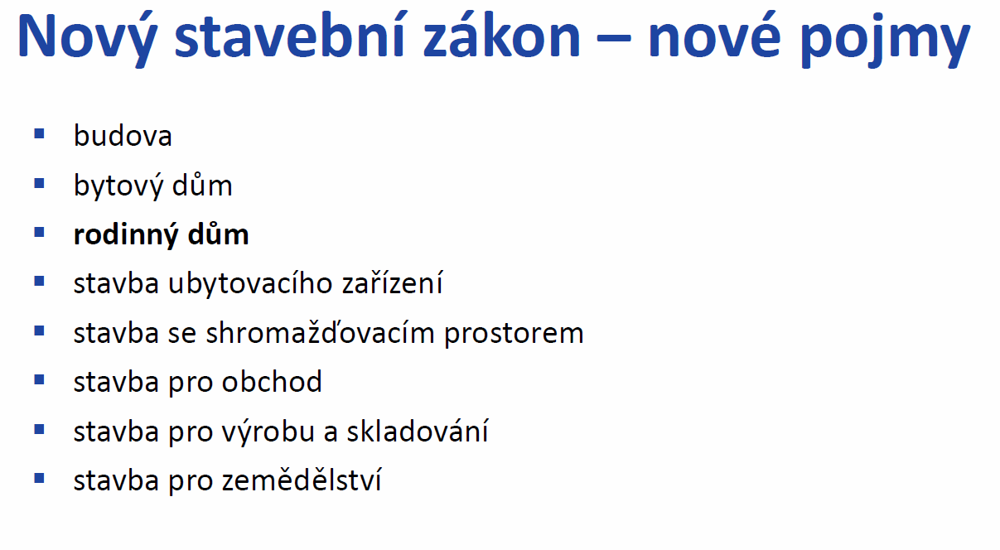 Nový stavební zákon – nové pojmy
▪ budova
▪ bytový dům
▪ rodinný dům
▪ stavba ubytovacího zařízení
▪ stavba se shromažďovacím prostorem
▪ stavba pro obchod
▪ stavba pro výrobu a skladování
▪ stavba pro zemědělství